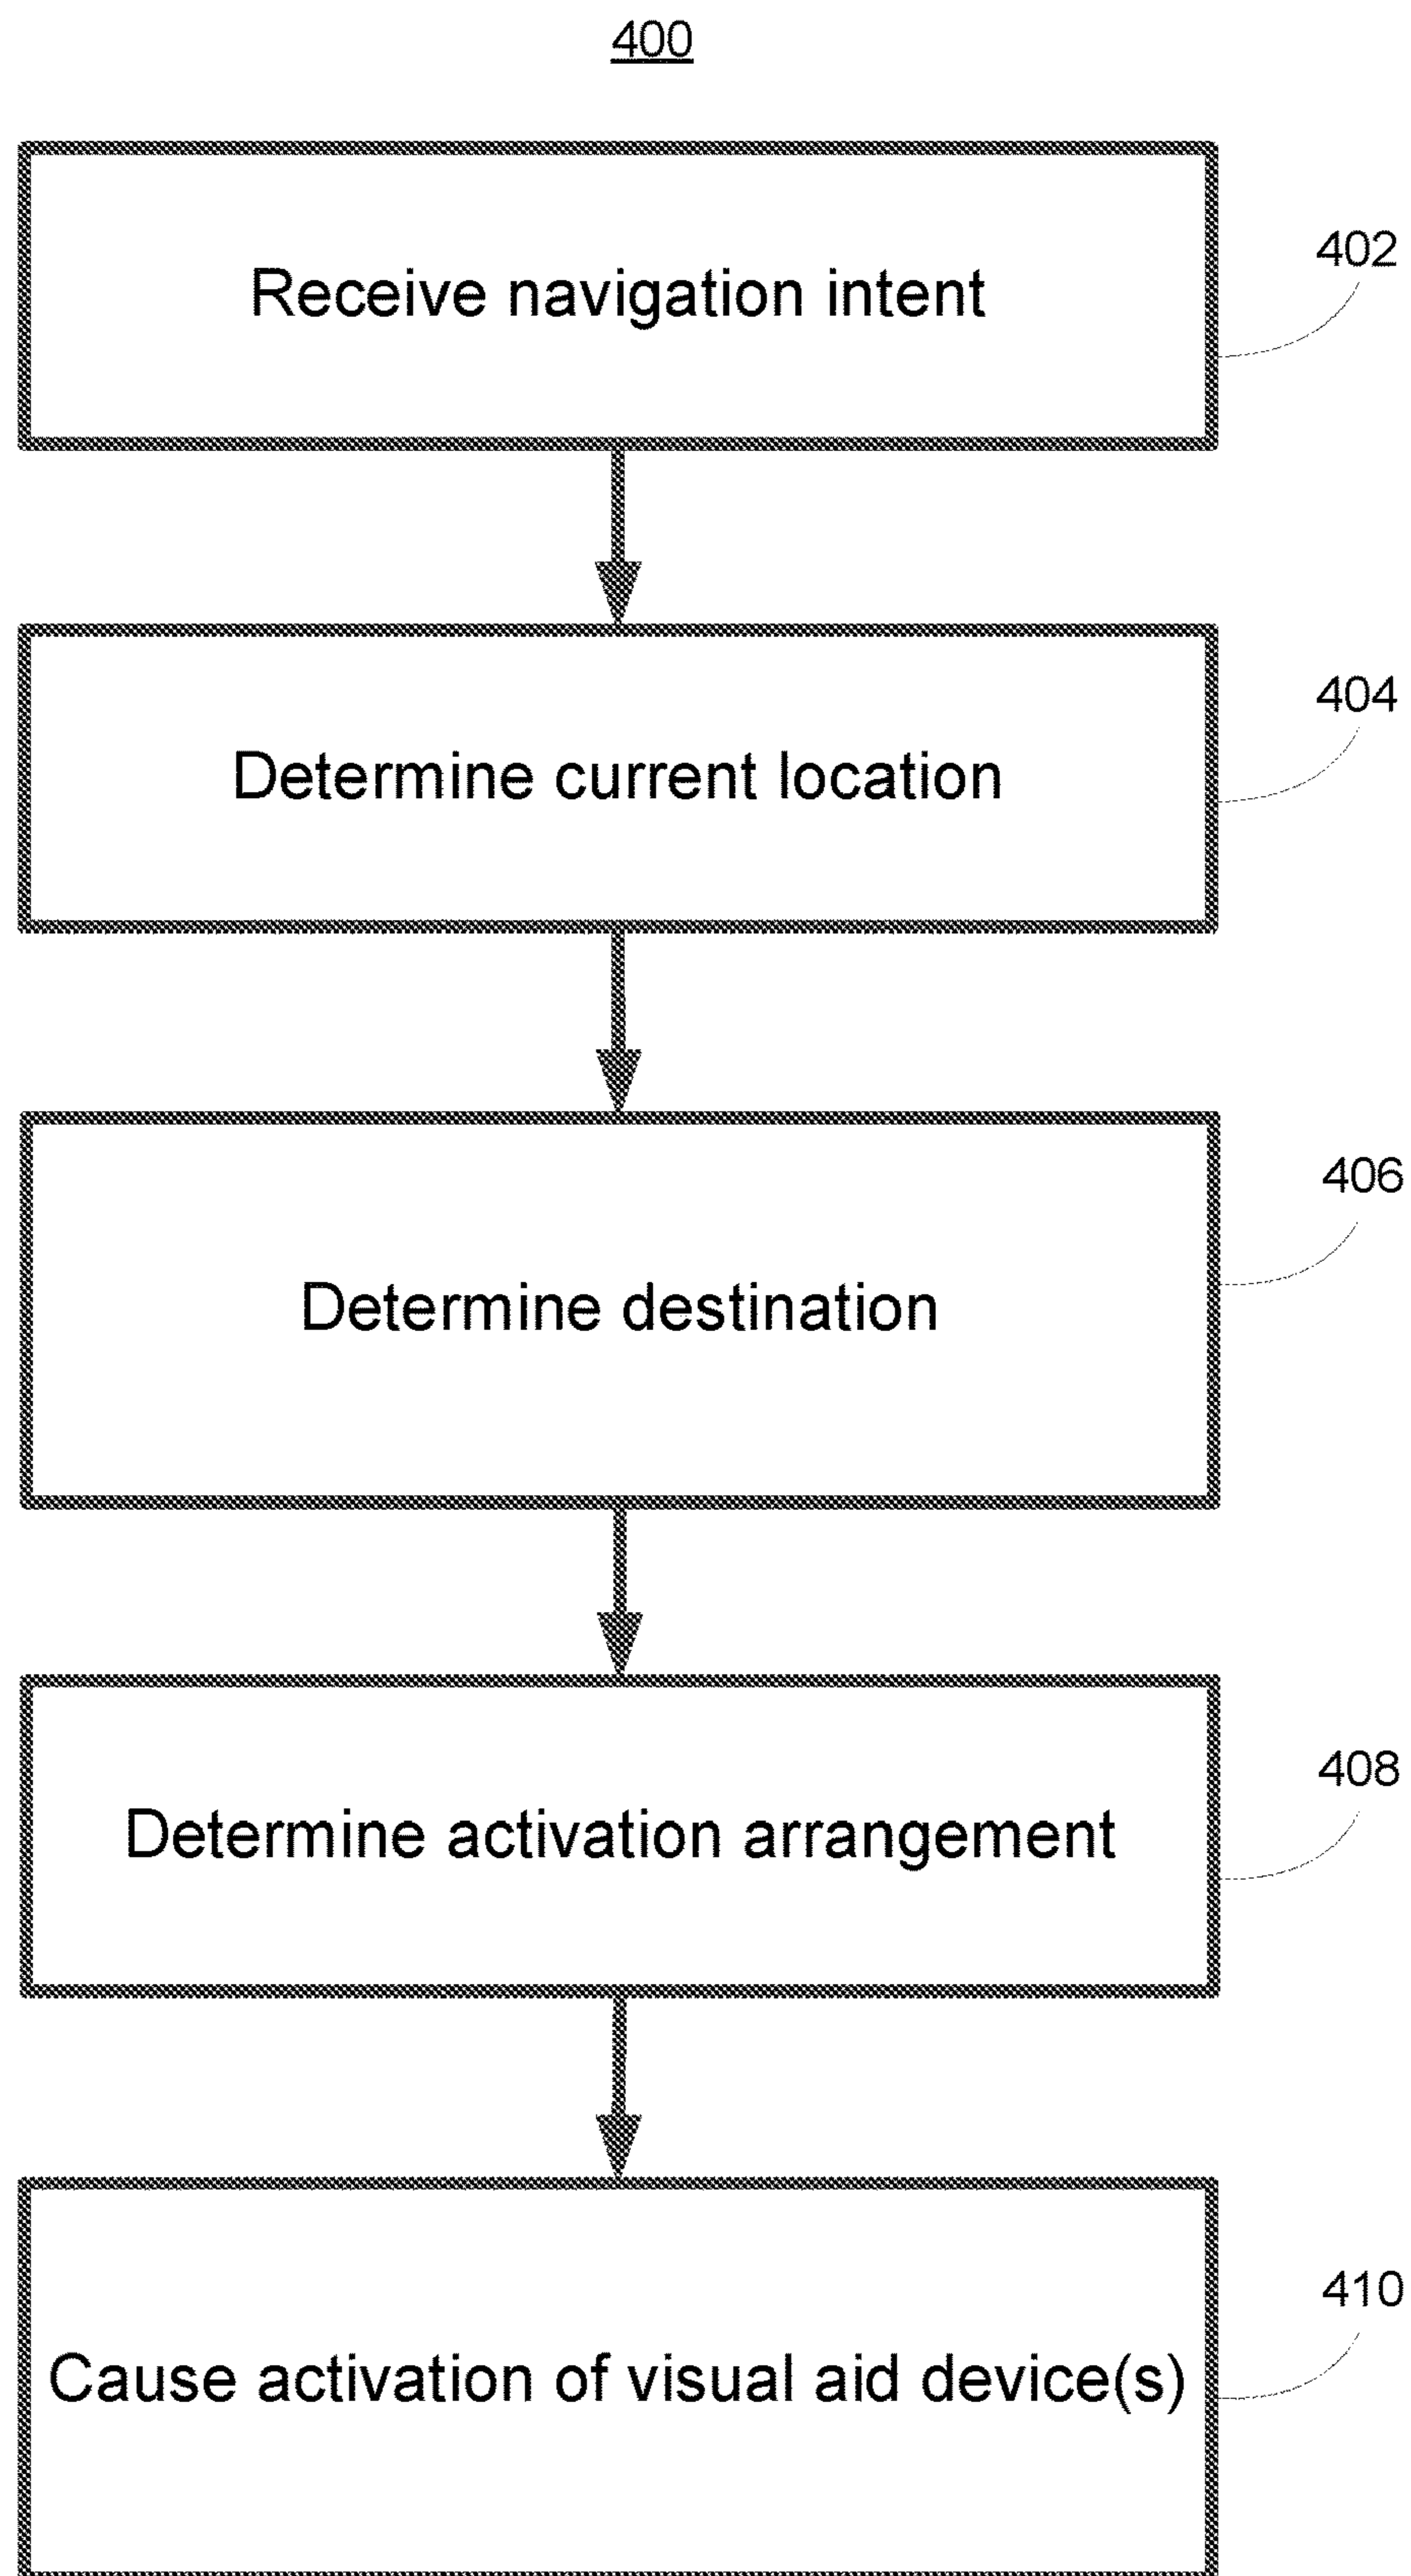 400
Receive navigation intent
402
Determine current location
404
Determine destination
406
Determine activation arrangement
408
Cause activation of visual aid device(s)
410